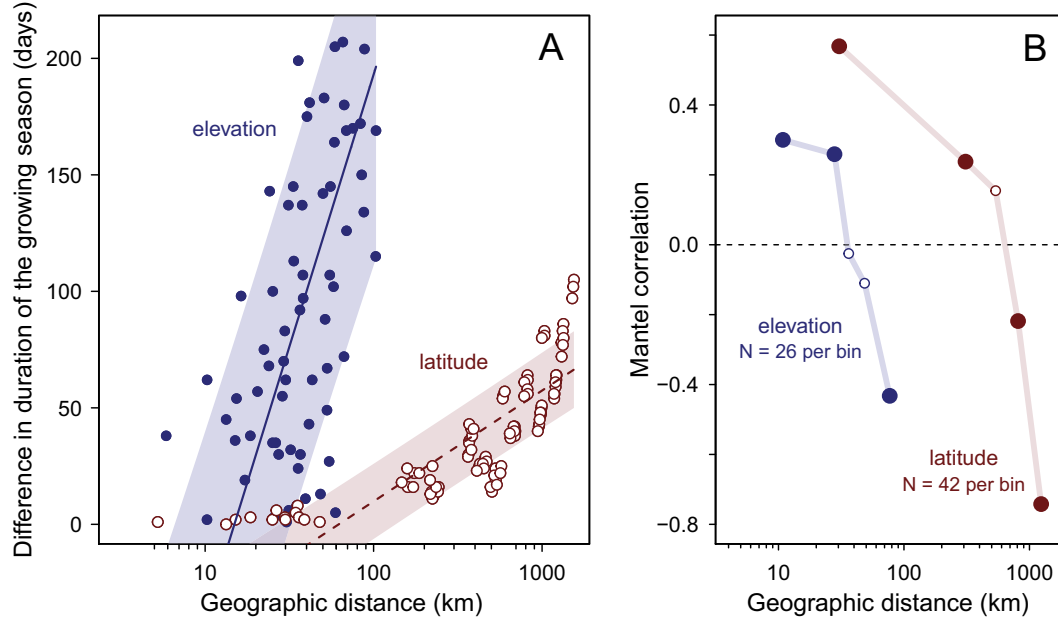 A
Difference in duration of the growing season (days)
200
150
100
50
0
elevation
latitude
10
100
1000
Geographic distance (km)
B
Mantel correlation
0.4
0.0
−0.4
−0.8
elevation
N = 26 per bin
latitude
N = 42 per bin
10
100
1000
Geographic distance (km)